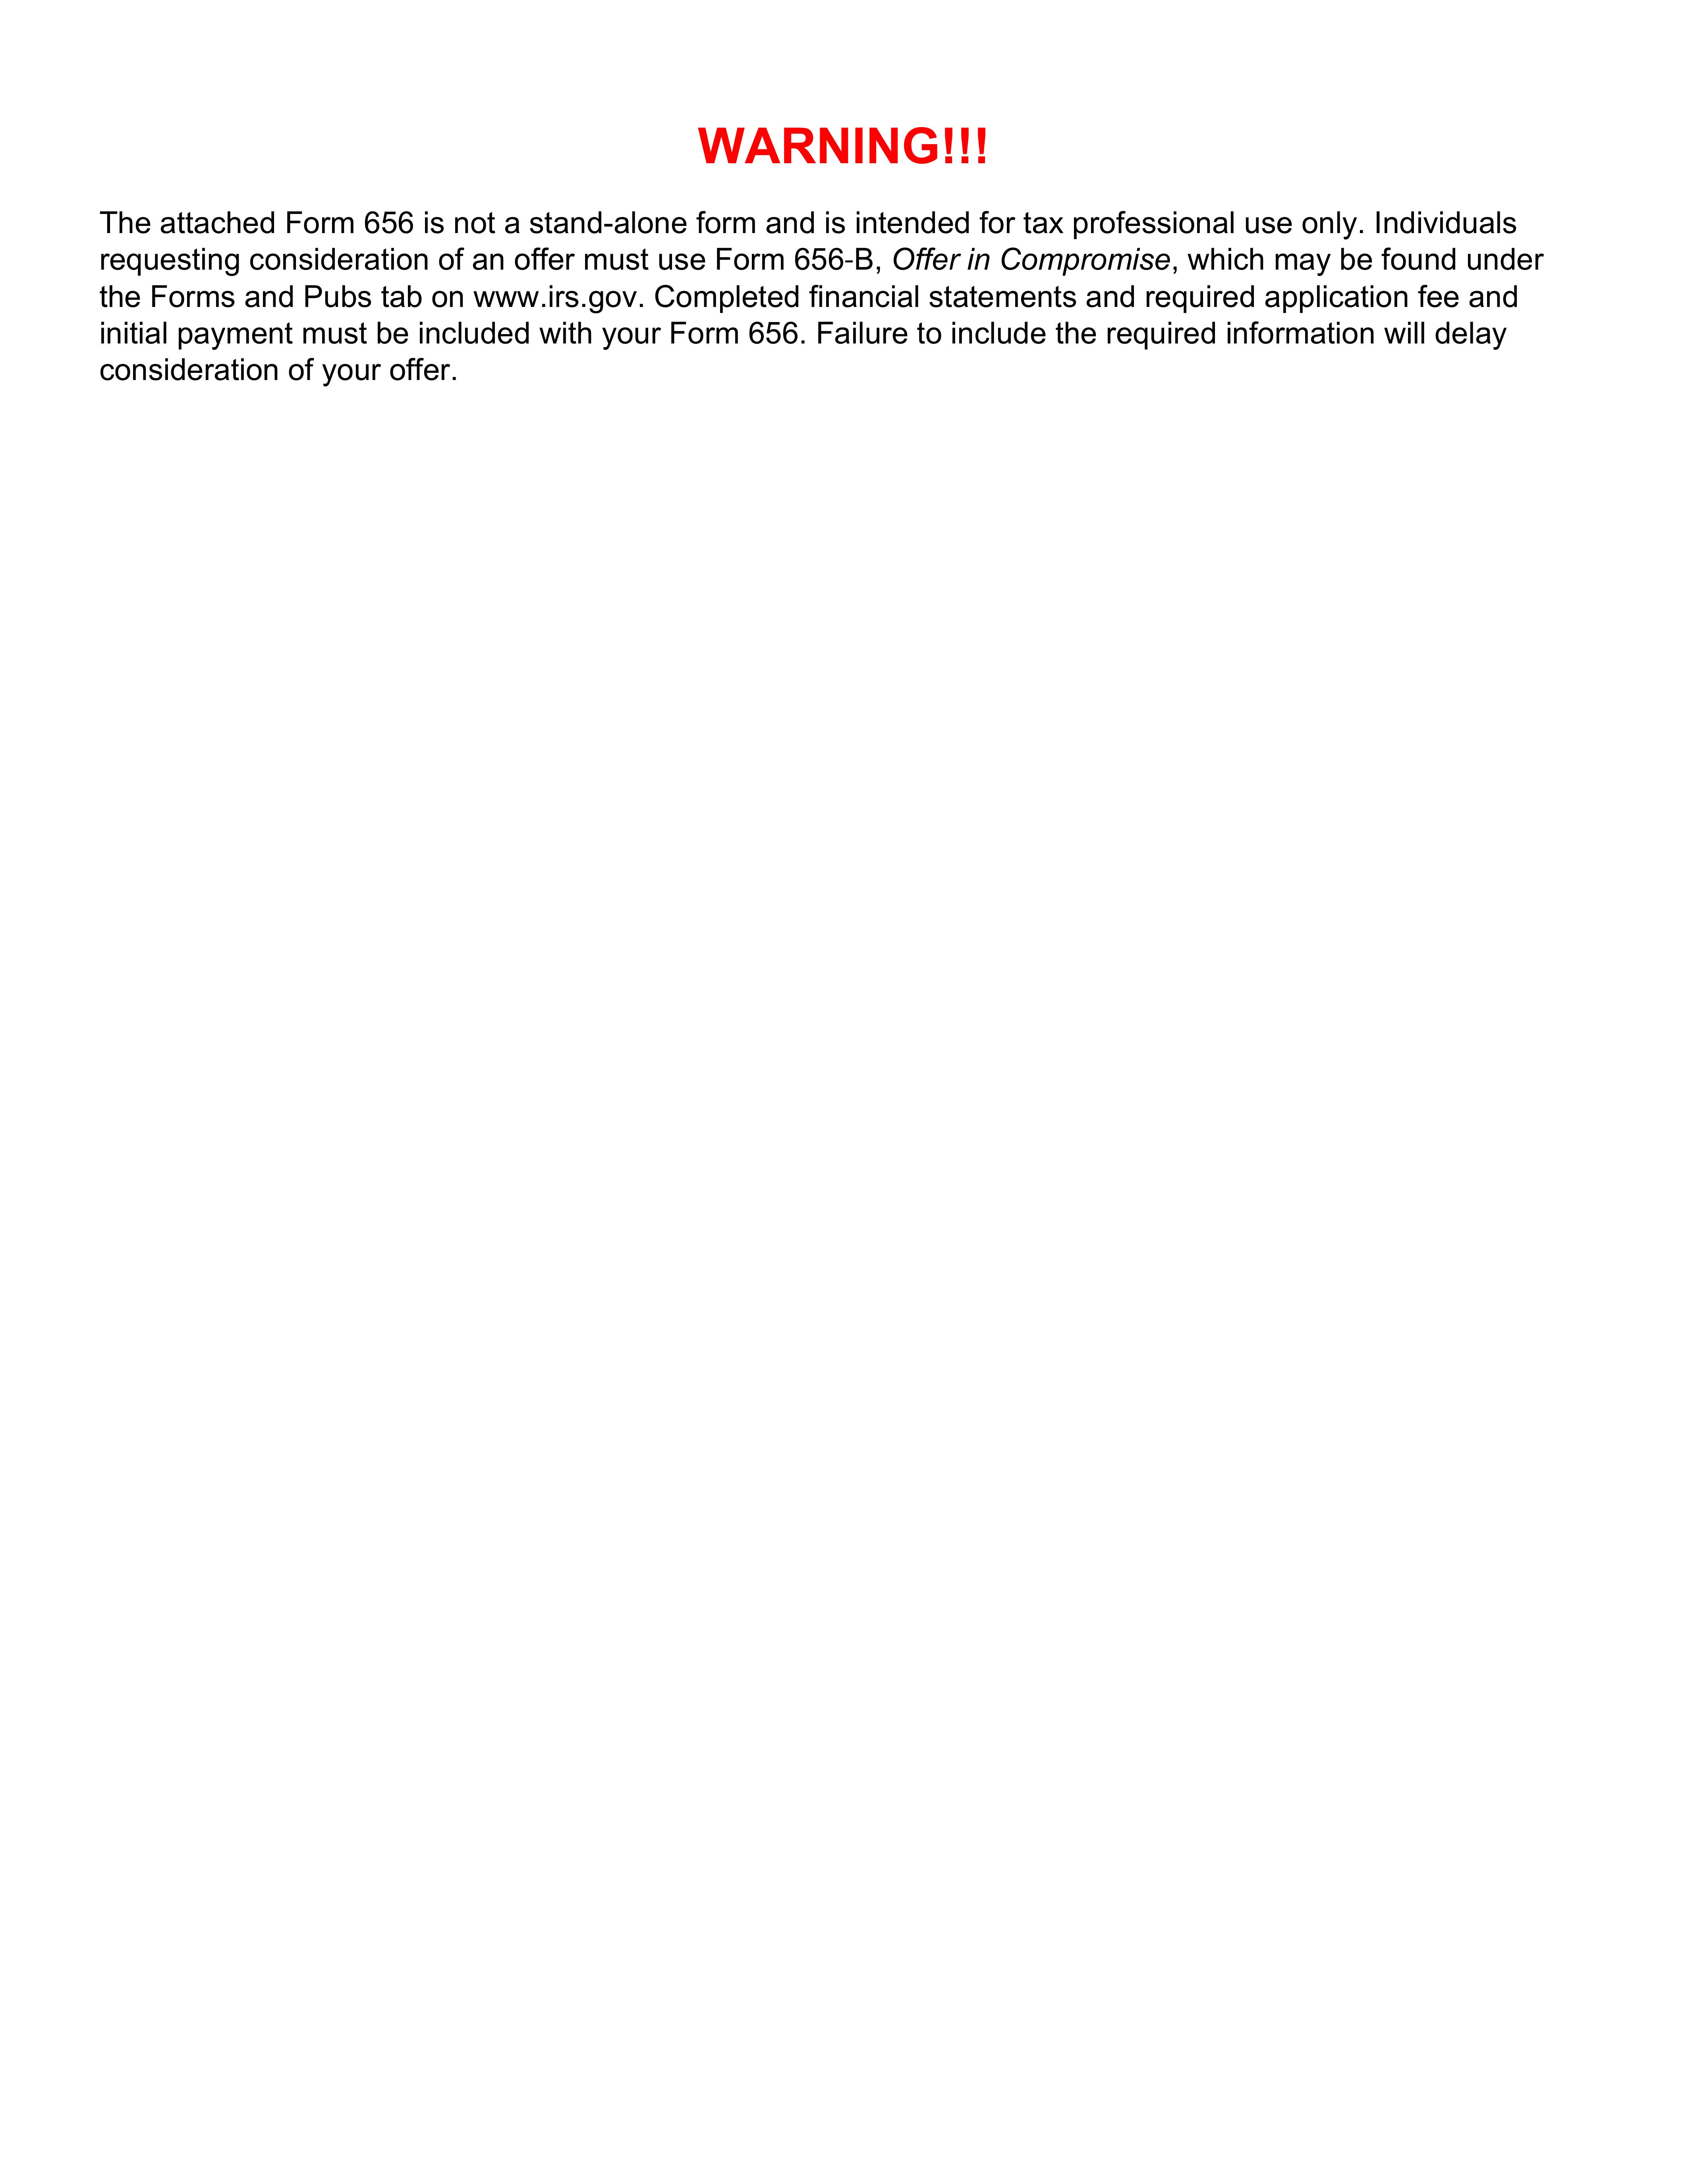 WARNING!!!
The attached Form 656 is not a stand-alone form and is intended for tax professional use only. Individuals
requesting consideration of an offer must use Form 656-B, Offer in Compromise, which may be found under
the Forms and Pubs tab on www.irs.gov. Completed financial statements and required application fee and
initial payment must be included with your Form 656. Failure to include the required information will delay
consideration of your offer.